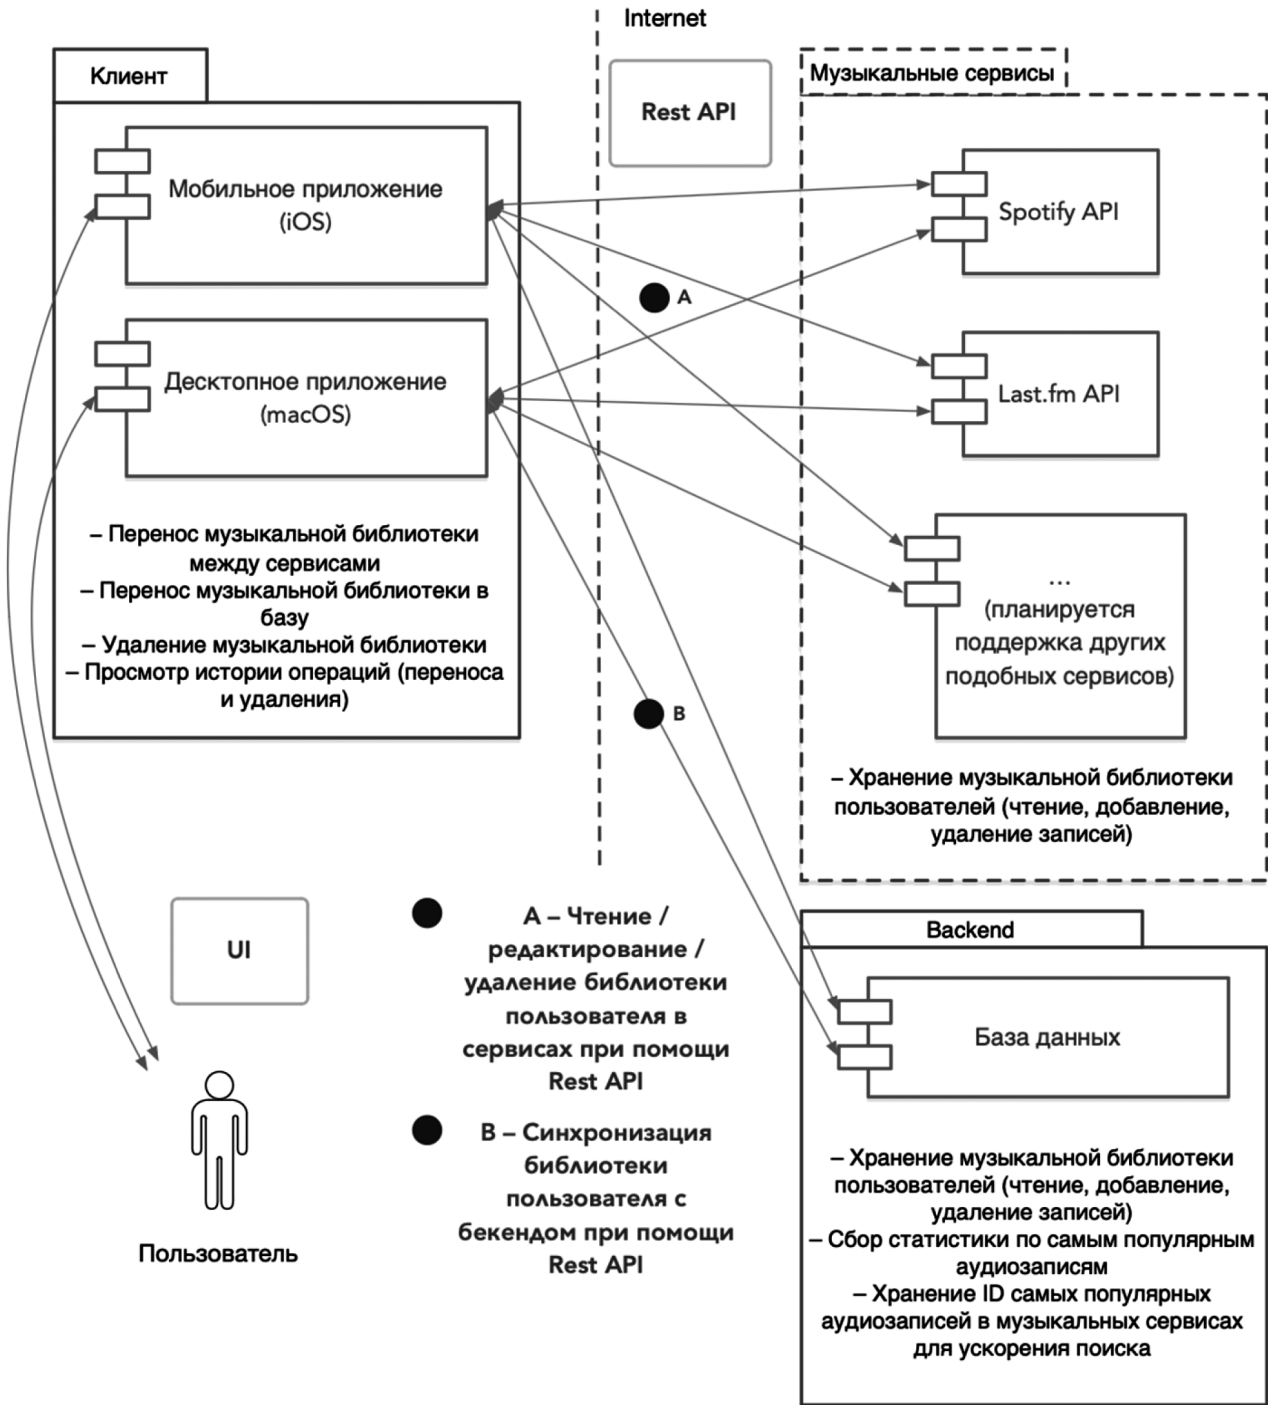 Internet
Клиент
Rest API
Музыкальные сервисы
Мобильное приложение
(iOS)
Spotify API
A
Десктопное приложение
(macOS)
Last.fm API
– Перенос музыкальной библиотеки
между сервисами
– Перенос музыкальной библиотеки в
базу
– Удаление музыкальной библиотеки
– Просмотр истории операций (переноса
и удаления)
...
(планируется
поддержка других
подобных сервисов)
B
– Хранение музыкальной библиотеки
пользователей (чтение, добавление,
удаление записей)
UI
A – Чтение /
редактирование /
удаление библиотеки
пользователя в
сервисах при помощи
Rest API
B – Синхронизация
библиотеки
пользователя с
бекендом при помощи
Rest API
Пользователь
Backend
База данных
– Хранение музыкальной библиотеки
пользователей (чтение, добавление,
удаление записей)
– Сбор статистики по самым популярным
аудиозаписям
– Хранение ID самых популярных
аудиозаписей в музыкальных сервисах
для ускорения поиска